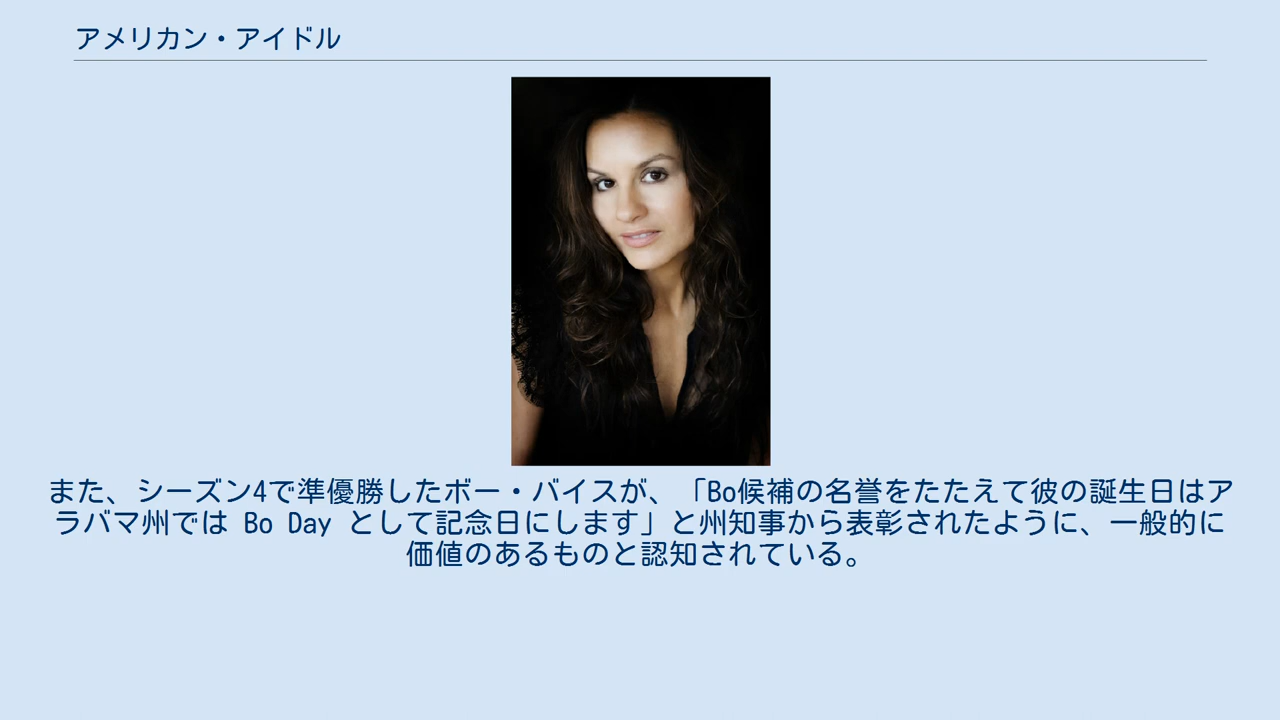 アメリカン・アイドル
また、シーズン4で準優勝したボー・バイスが、「Bo候補の名誉をたたえて彼の誕生日はア
ラバマ州では Bo Day として記念日にします」と州知事から表彰されたように、一般的に
価値のあるものと認知されている。